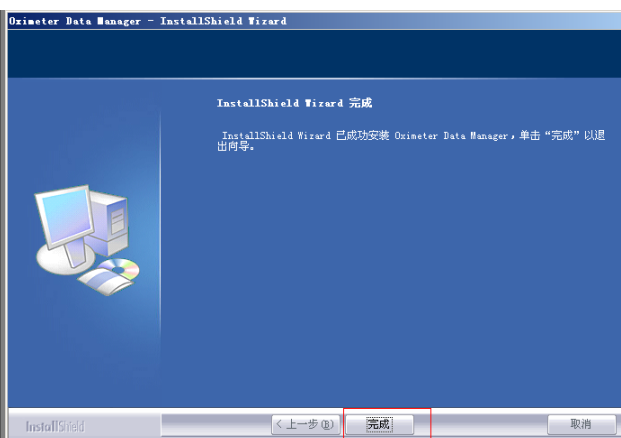 Oximeter Data Manager - InstallShield Wizard
InstallShield Wizard 完成
InstallShield Wizard 已成功安装 Oximeter Data Manager，单击“完成”以退
出向导。
InstallShield
< 上一步(B)
完成
取消